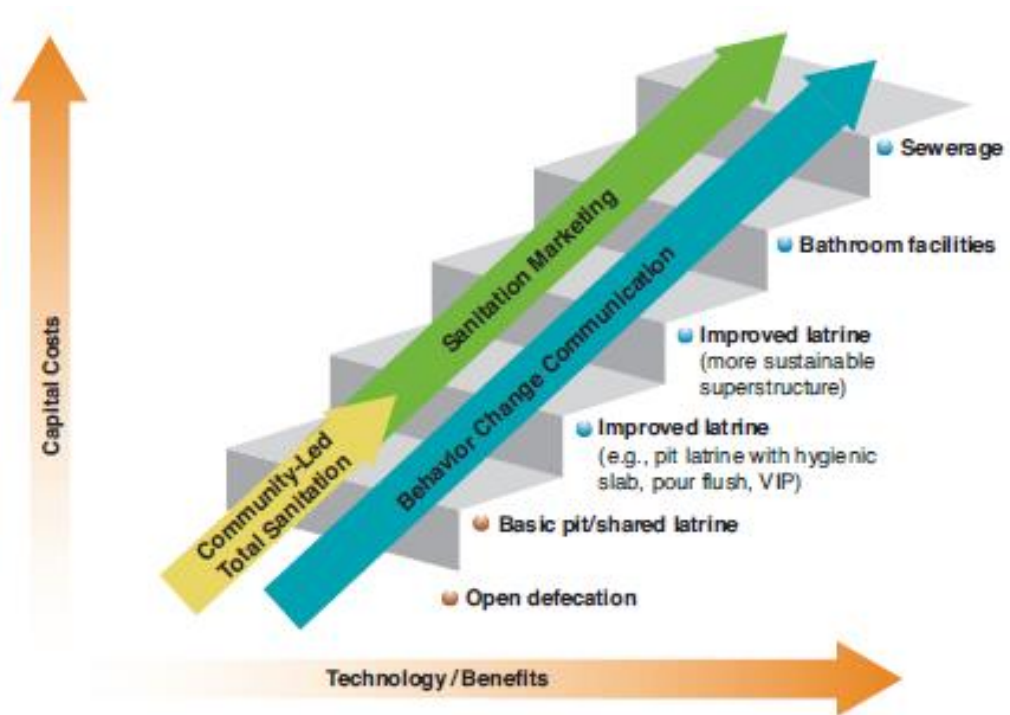 Sewerage
Bathroom facilities
Improved latrine
(more sustainable
superstructure)
Improved latrine
(e.g., pit latrine with hygienic
slab, pour flush, VIP)
Basic pit/shared latrine
Open defecation
Sanitation Marketing
Behavior Change Communication
Community-Led
Total Sanitation
Capital Costs
Technology / Benefits